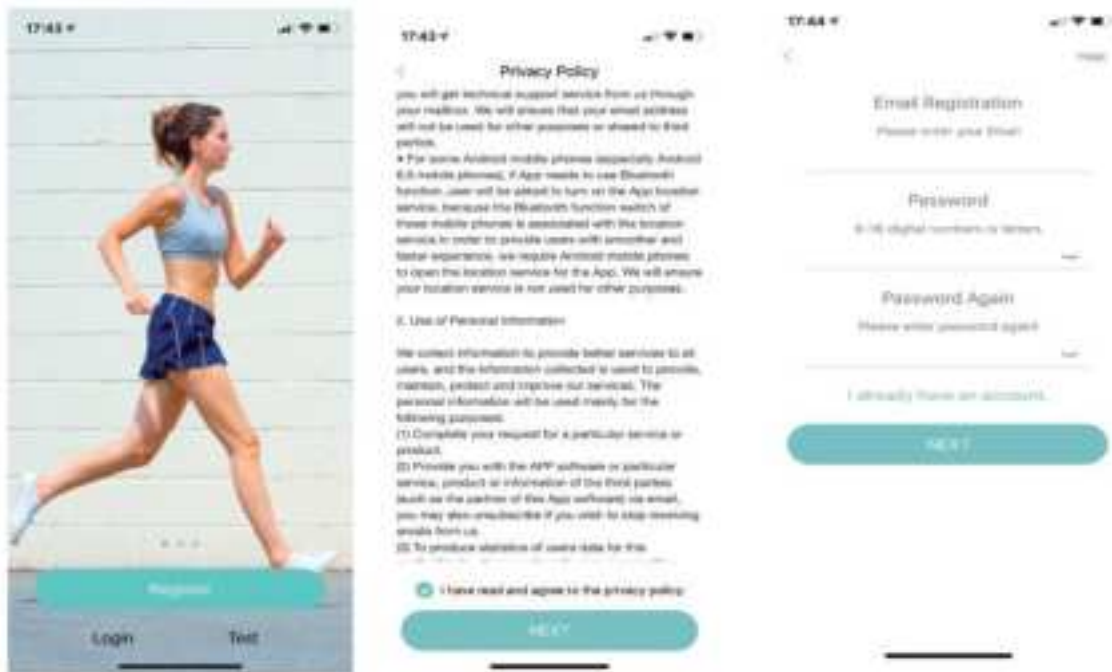 17:43
Register
Login
Test
17:43
Privacy Policy
you will get technical support service from us through
your mailbox. We will ensure that your email address
will not be used for other purposes or shared to third
parties.
• For some Android mobile phones (especially Android
6.0 mobile phones), if App needs to use Bluetooth
function, user will be asked to turn on the App location
service, because the Bluetooth function switch of
these mobile phones is associated with the location
service. In order to provide users with smoother and
faster experience, we require Android mobile phones
to open the location service for the App. We will ensure
your location service is not used for other purposes.
Use of Personal Information
We collect information to provide better services to all
users, and the information collected is used to provide,
maintain, protect and improve our services. The
personal information will be used mainly for the
following purposes:
(1) Complete your request for a particular service or
product.
(2) Provide you with the APP software or particular
service, product or information of the third parties
(such as the partner of this App software) via email,
you may also unsubscribe if you wish to stop receiving
emails from us.
(3) To produce statistics of users data for this
I have read and agree to the privacy policy
NEXT
17:44
Email Registration
Please enter your Email
Password
6-16 digital numbers or letters
Password Again
Please enter password again
I already have an account.
NEXT